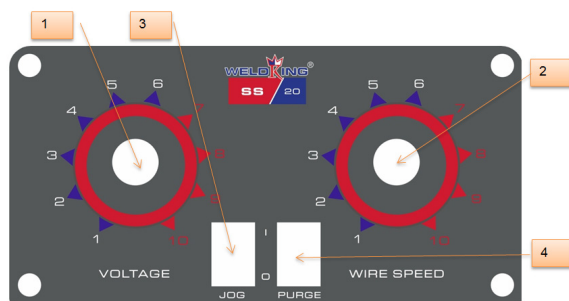 1
3
2
4
WELDKING®
SS 20
5 6
4 7
3 8
2 9
1 10
5 6
4 7
3 8
2 9
1 10
I
O
VOLTAGE
WIRE SPEED
JOG
PURGE